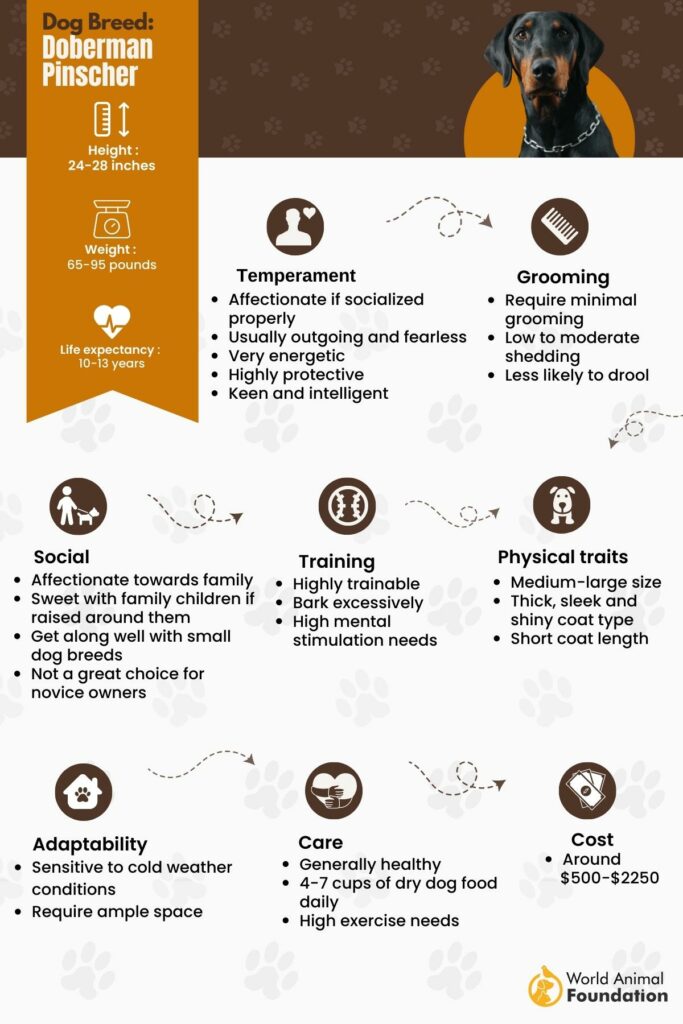 Dog Breed:
Doberman
Pinscher
Height :
24-28 inches
Weight :
65-95 pounds
Life expectancy :
10-13 years
Temperament
• Affectionate if socialized
properly
• Usually outgoing and fearless
• Very energetic
• Highly protective
• Keen and intelligent
Grooming
• Require minimal
grooming
• Low to moderate
shedding
• Less likely to drool
Social
• Affectionate towards family
• Sweet with family children if
raised around them
• Get along well with small
dog breeds
• Not a great choice for
novice owners
Training
• Highly trainable
• Bark excessively
• High mental
stimulation needs
Physical traits
• Medium-large size
• Thick, sleek and
shiny coat type
• Short coat length
Adaptability
• Sensitive to cold weather
conditions
• Require ample space
Care
• Generally healthy
• 4-7 cups of dry dog food
daily
• High exercise needs
Cost
• Around
$500-$2250
World Animal
Foundation